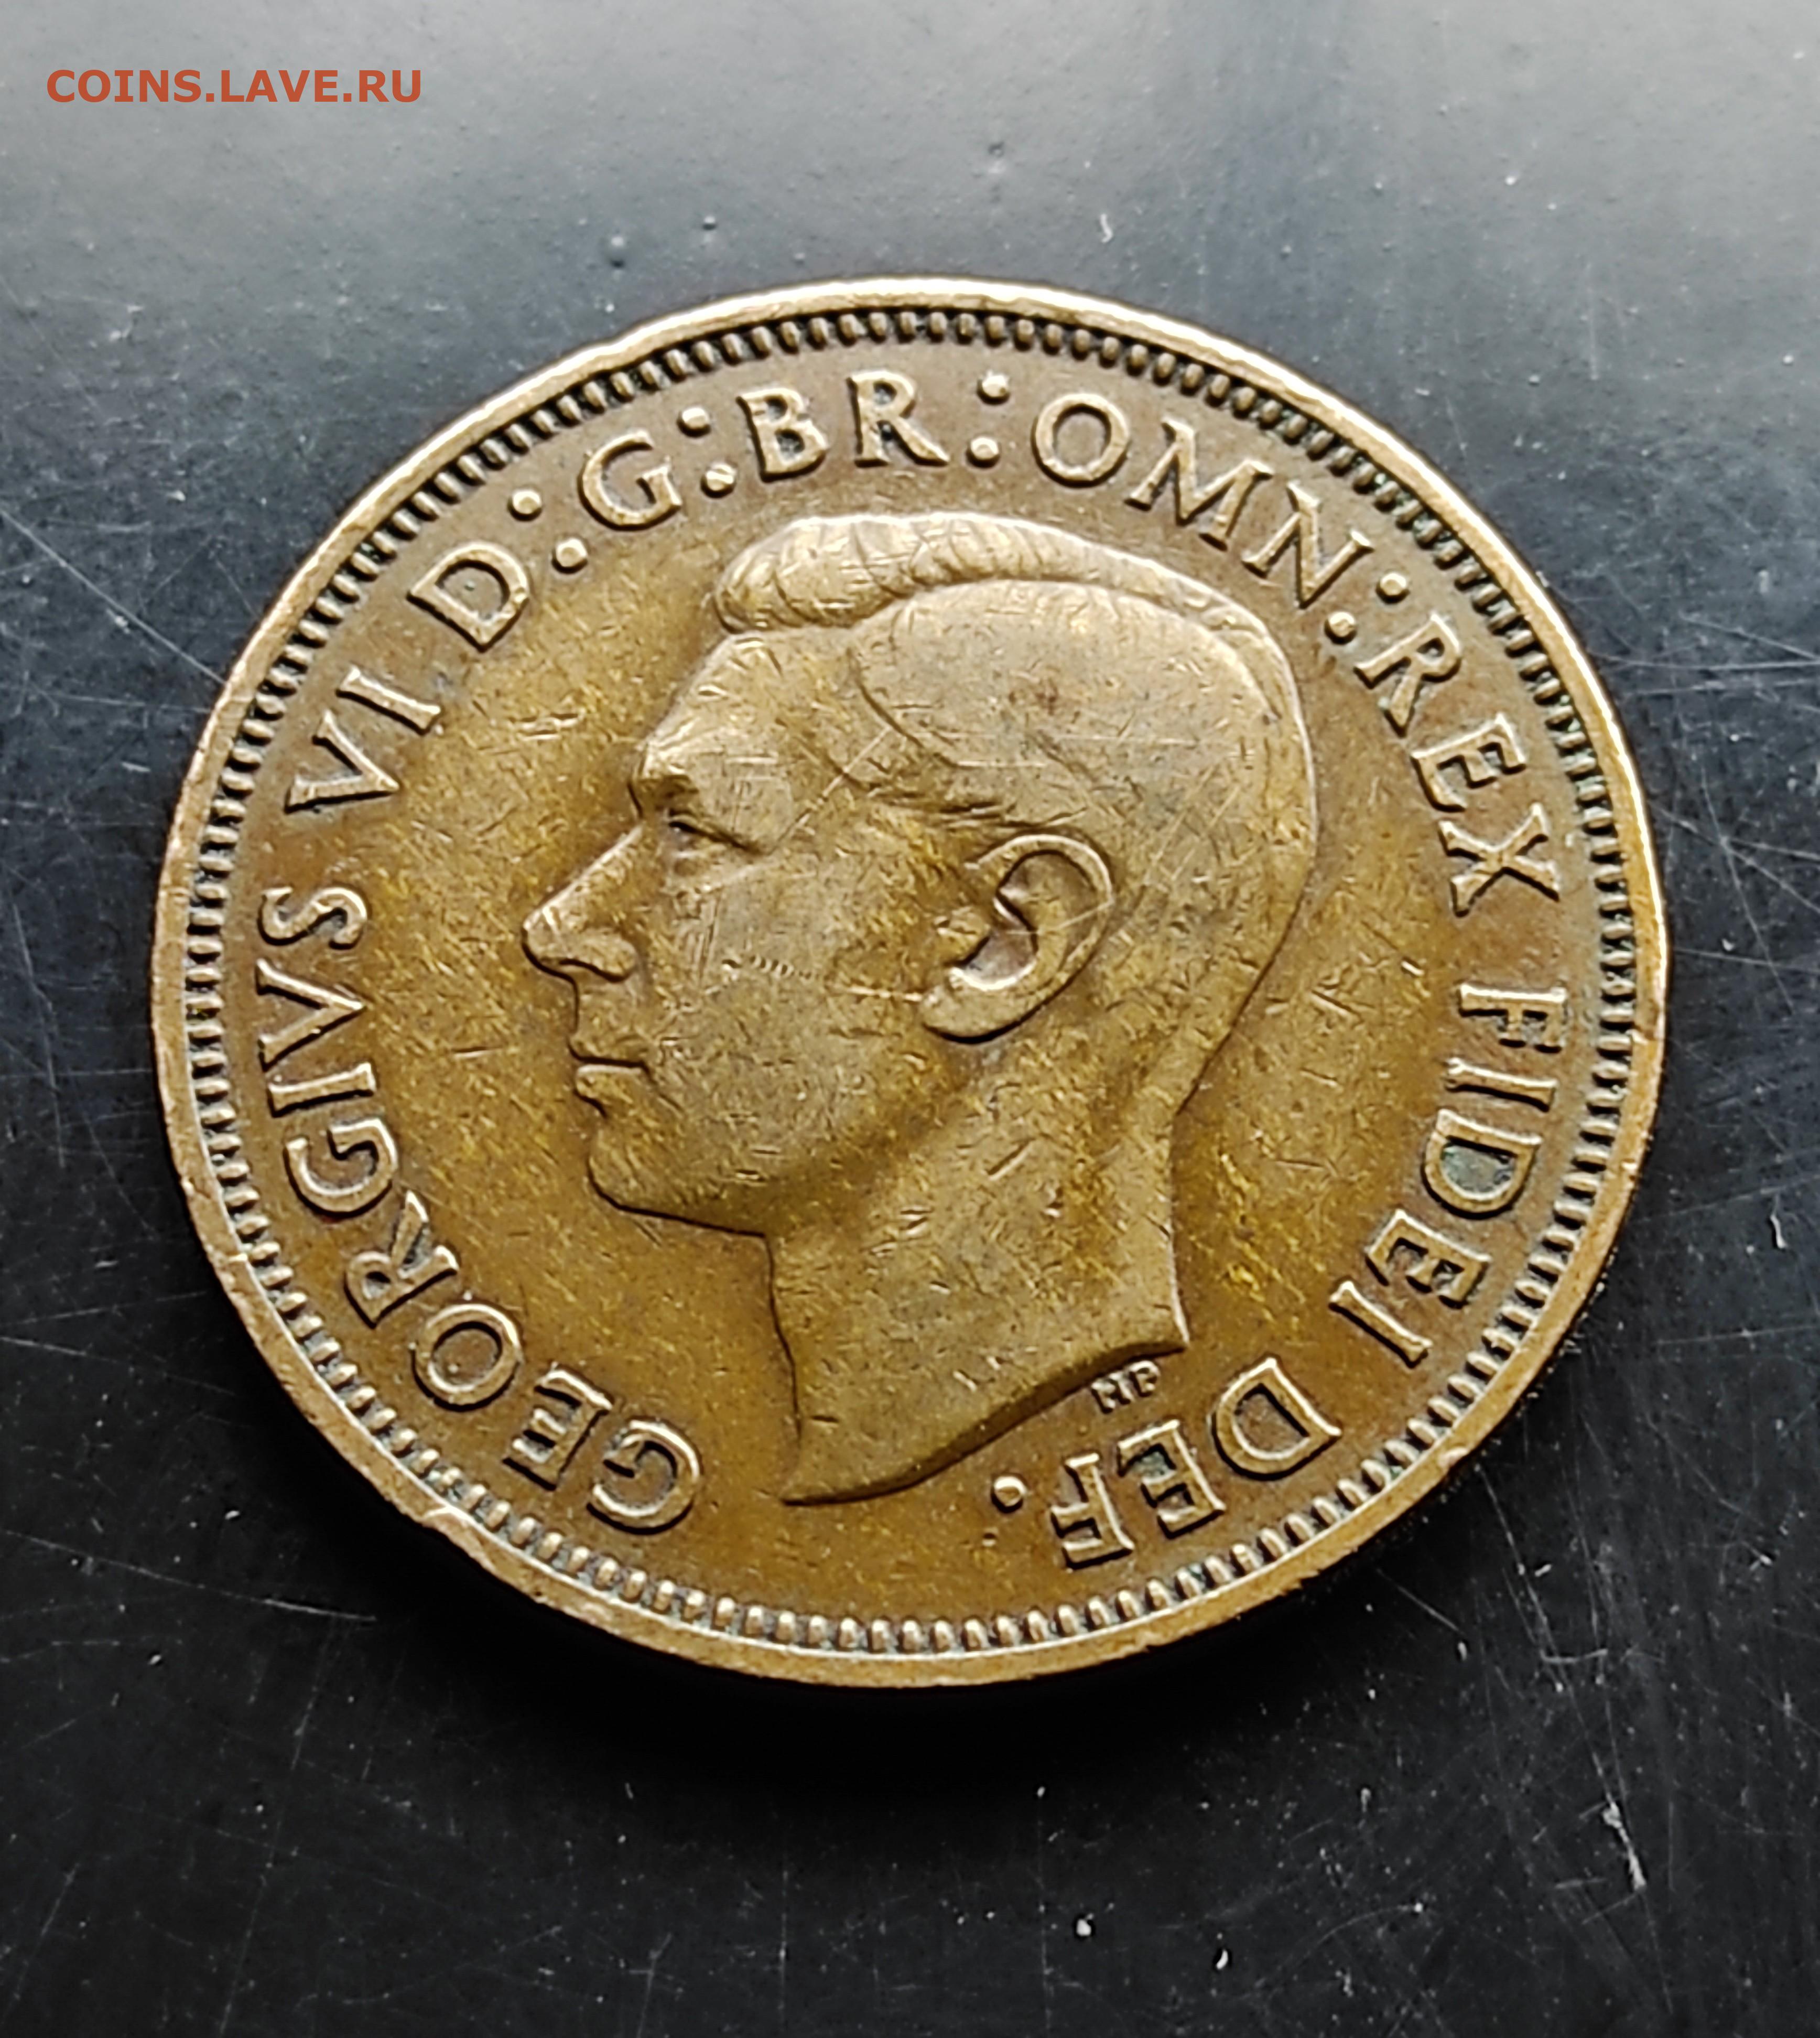 COINS.LAVE.RU
GEORGIVS VI D:G:BR:OMN:REX FIDEI DEF.
HP